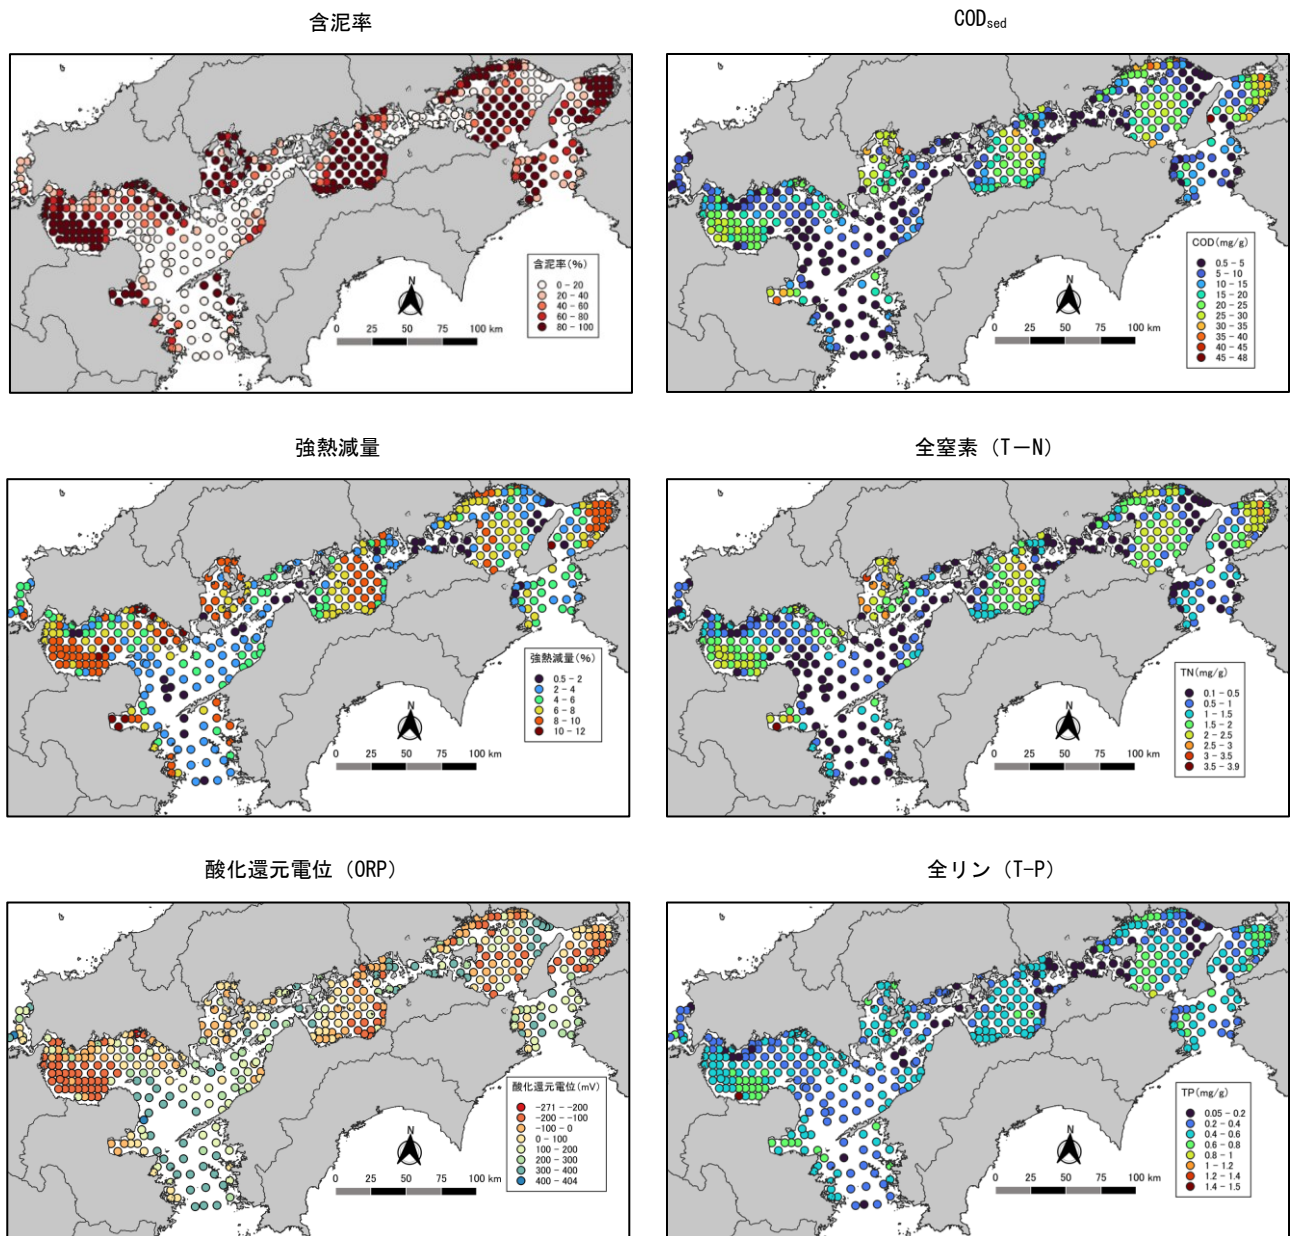 含泥率
含泥率(%)
0 - 20
20 - 40
40 - 60
60 - 80
80 - 100
N
0 25 50 75 100 km
CODsed
COD(mg/g)
0.5 - 5
5 - 10
10 - 15
15 - 20
20 - 25
25 - 30
30 - 35
35 - 40
40 - 45
45 - 48
N
0 25 50 75 100 km
強熱減量
強熱減量(%)
0.5 - 2
2 - 4
4 - 6
6 - 8
8 - 10
10 - 12
N
0 25 50 75 100 km
全窒素（T－N）
TN(mg/g)
0.1 - 0.5
0.5 - 1
1 - 1.5
1.5 - 2
2 - 2.5
2.5 - 3
3 - 3.5
3.5 - 3.9
N
0 25 50 75 100 km
酸化還元電位（ORP）
酸化還元電位(mV)
-271 - -200
-200 - -100
-100 - 0
0 - 100
100 - 200
200 - 300
300 - 400
400 - 404
N
0 25 50 75 100 km
全リン（T-P）
TP(mg/g)
0.05 - 0.2
0.2 - 0.4
0.4 - 0.6
0.6 - 0.8
0.8 - 1
1 - 1.2
1.2 - 1.4
1.4 - 1.5
N
0 25 50 75 100 km